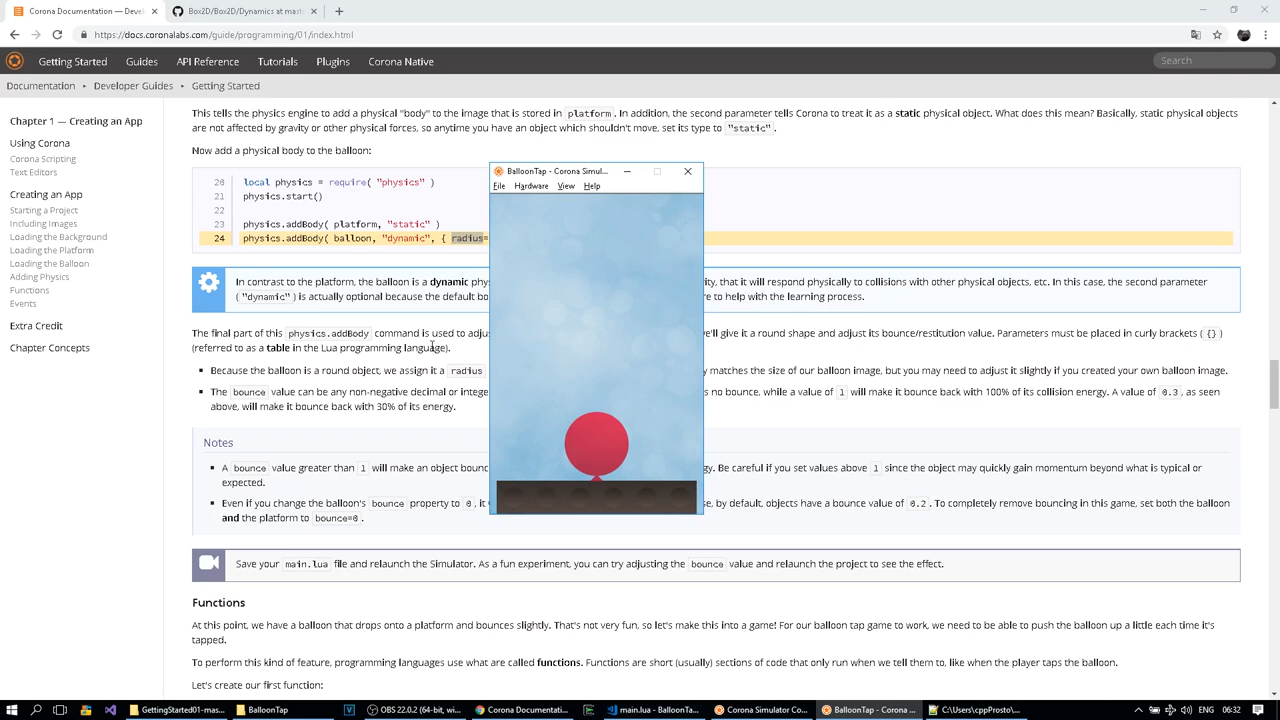 Corona Documentation — Devel
Box2D/Box2D/Dynamics at mast
https://docs.coronalabs.com/guide/programming/01/index.html
Getting Started
Guides
API Reference
Tutorials
Plugins
Corona Native
Search
Documentation
Developer Guides
Getting Started
Chapter 1 — Creating an App
Using Corona
Corona Scripting
Text Editors
Creating an App
Starting a Project
Including Images
Loading the Background
Loading the Platform
Loading the Balloon
Adding Physics
Functions
Events
Extra Credit
Chapter Concepts
This tells the physics engine to add a physical "body" to the image that is stored in platform. In addition, the second parameter tells Corona to treat it as a static physical object. What does this mean? Basically, static physical objects
are not affected by gravity or other physical forces, so anytime you have an object which shouldn't move, set its type to "static".
Now add a physical body to the balloon:
20 local physics = require( "physics" )
21 physics.start()
22
23 physics.addBody( platform, "static" )
24 physics.addBody( balloon, "dynamic", { radius=
In contrast to the platform, the balloon is a dynamic phys
ity, that it will respond physically to collisions with other physical objects, etc. In this case, the second parameter
("dynamic") is actually optional because the default bo
re to help with the learning process.
The final part of this physics.addBody command is used to adjus
we'll give it a round shape and adjust its bounce/restitution value. Parameters must be placed in curly brackets ({})
(referred to as a table in the Lua programming language).
Because the balloon is a round object, we assign it a radius
y matches the size of our balloon image, but you may need to adjust it slightly if you created your own balloon image.
The bounce value can be any non-negative decimal or intege
s no bounce, while a value of 1 will make it bounce back with 100% of its collision energy. A value of 0.3, as seen
above, will make it bounce back with 30% of its energy.
Notes
A bounce value greater than 1 will make an object bounc
gy. Be careful if you set values above 1 since the object may quickly gain momentum beyond what is typical or
expected.
Even if you change the balloon's bounce property to 0, it w
se, by default, objects have a bounce value of 0.2. To completely remove bouncing in this game, set both the balloon
and the platform to bounce=0.
Save your main.lua file and relaunch the Simulator. As a fun experiment, you can try adjusting the bounce value and relaunch the project to see the effect.
Functions
At this point, we have a balloon that drops onto a platform and bounces slightly. That's not very fun, so let's make this into a game! For our balloon tap game to work, we need to be able to push the balloon up a little each time it's
tapped.
To perform this kind of feature, programming languages use what are called functions. Functions are short (usually) sections of code that only run when we tell them to, like when the player taps the balloon.
Let's create our first function:
BalloonTap - Corona Simul...
File
Hardware
View
Help
GettingStarted01-mas...
BalloonTap
OBS 22.0.2 (64-bit, wi...
Corona Documentatio...
main.lua - BalloonTa...
Corona Simulator Co...
BalloonTap - Corona ...
C:\Users\cppProsto\...
ENG
06:32